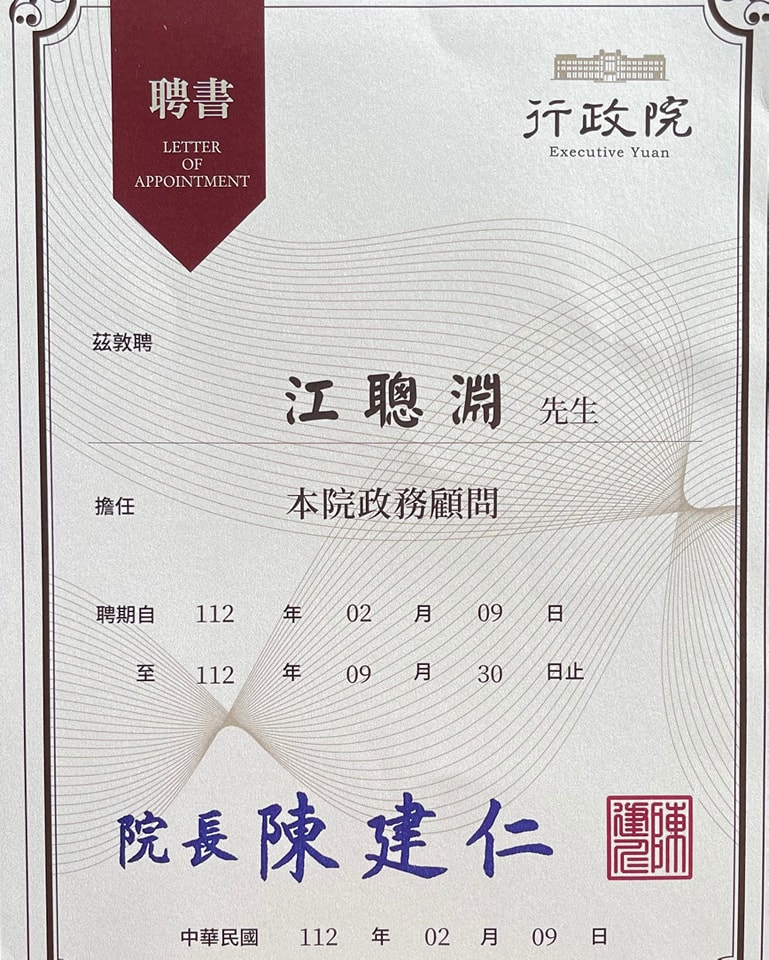 聘書
LETTER
OF
APPOINTMENT
行政院
Executive Yuan
茲敦聘
江聰淵 先生
擔任 本院政務顧問
聘期自 112 年 02 月 09 日
至 112 年 09 月 30 日止
院長 陳建仁
陳建仁
中華民國 112 年 02 月 09 日